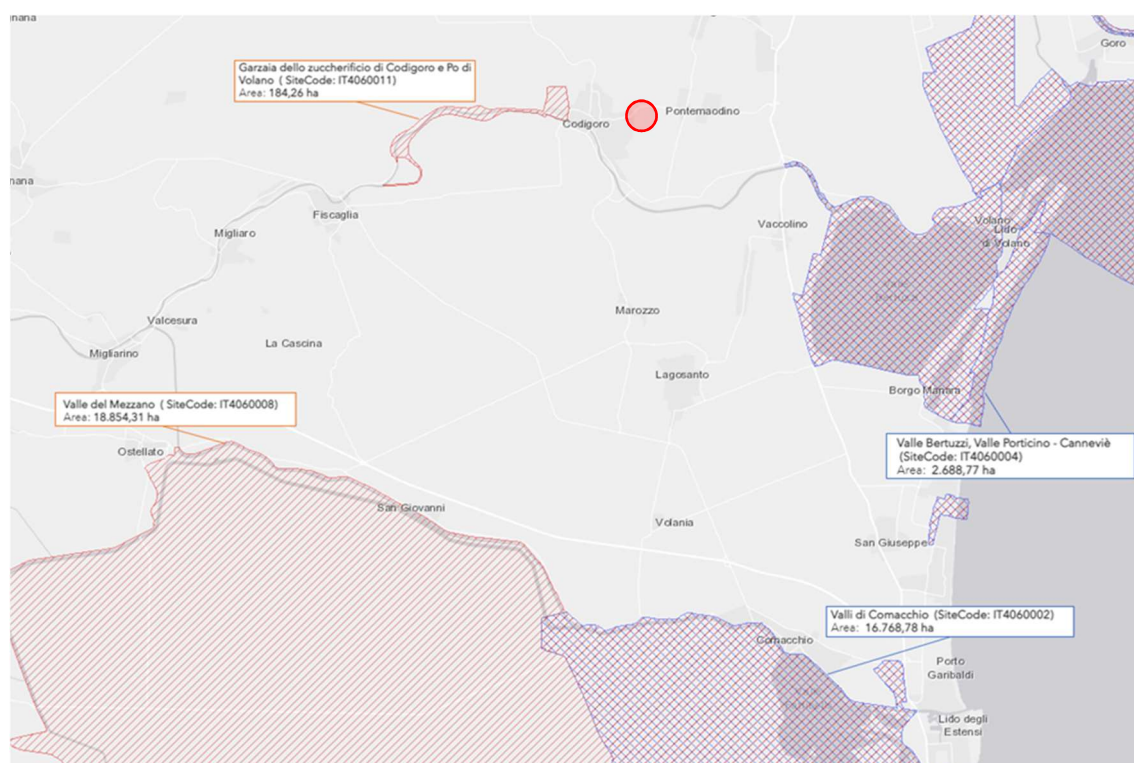 nana
Goro
Garzaia dello zuccherificio di Codigoro e Po di
Volano ( SiteCode: IT4060011)
Area: 184,26 ha
Codigoro
Pontemaodino
nana
Fiscaglia
Migliaro
Vaccolino
Volano
Lido
di Volano
Marozzo
Valcesura
La Cascina
Migliarino
Lagosanto
Borgo Manara
Valle del Mezzano ( SiteCode: IT4060008)
Area: 18.854,31 ha
Valle Bertuzzi, Valle Porticino - Canneviè
(SiteCode: IT4060004)
Area: 2.688,77 ha
Ostellato
San Giovanni
Volania
San Giuseppe
Valli di Comacchio (SiteCode: IT4060002)
Area: 16.768,78 ha
Comacchio
Porto
Garibaldi
Lido degli
Estensi